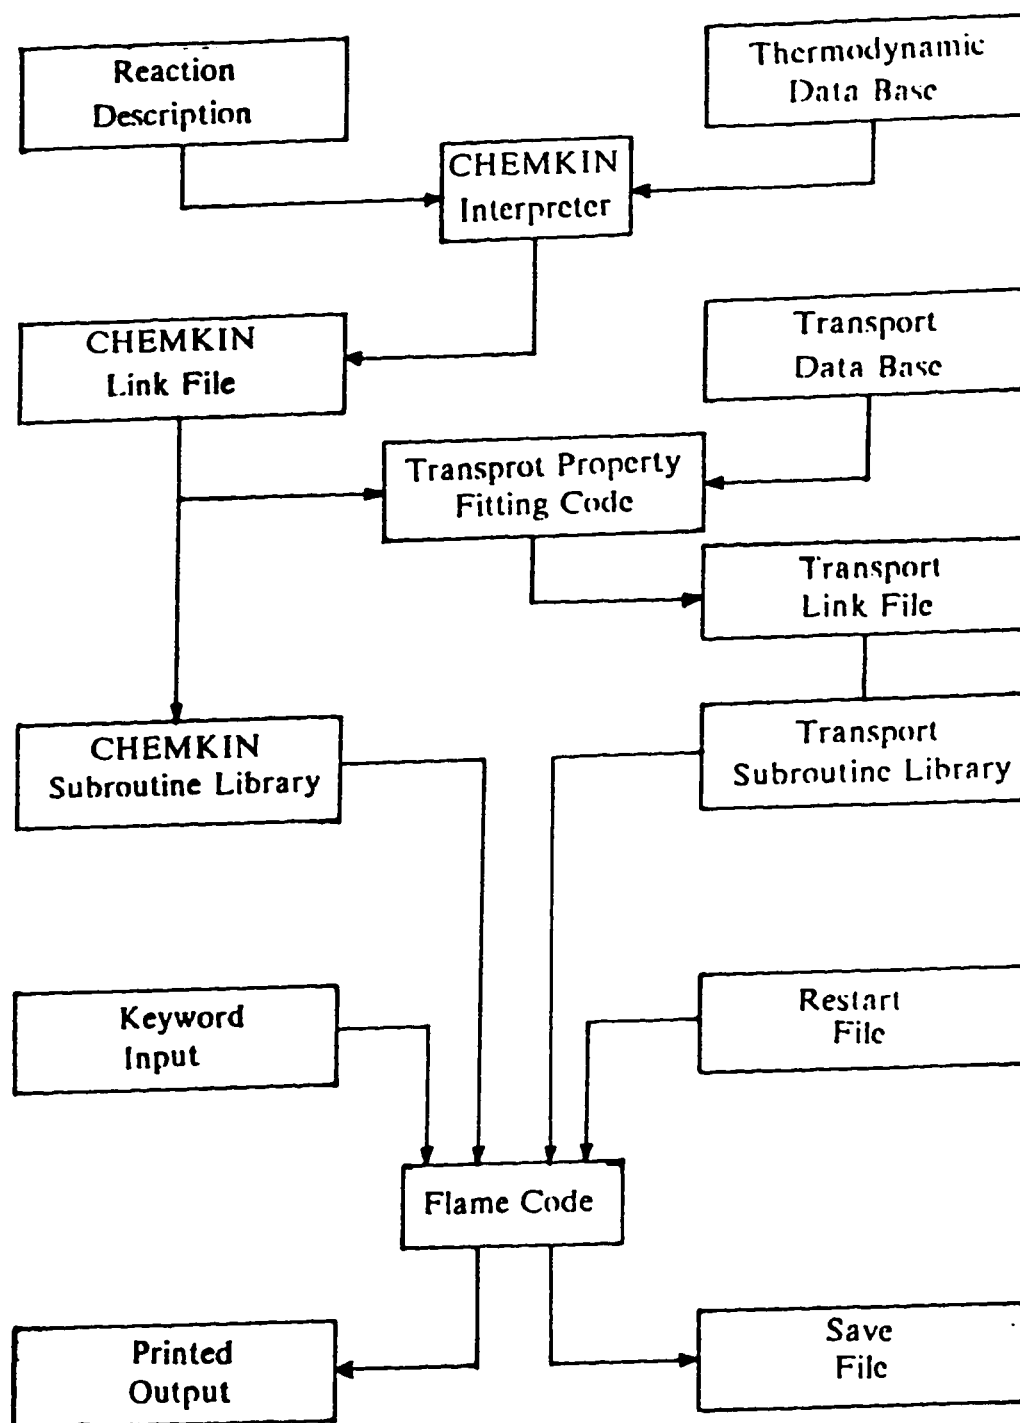 Reaction
Description
Thermodynamic
Data Base
CHEMKIN
Interpreter
CHEMKIN
Link File
Transport
Data Base
Transprot Property
Fitting Code
Transport
Link File
CHEMKIN
Subroutine Library
Transport
Subroutine Library
Keyword
Input
Restart
File
Flame Code
Printed
Output
Save
File